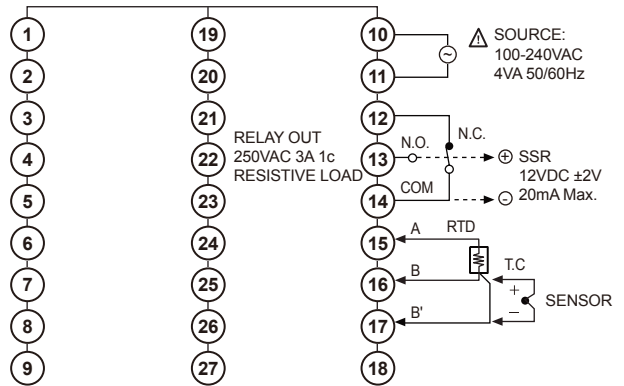 1 19 10
2 20 11
3 21 12
4 22 13
5 23 14
6 24 15
7 25 16
8 26 17
9 27 18
~
⚠ SOURCE:
100-240VAC
4VA 50/60Hz
RELAY OUT
250VAC 3A 1c
RESISTIVE LOAD
N.O.
N.C.
COM
⊕ SSR
12VDC ±2V
⊖ 20mA Max.
A RTD
B
B'
T.C
+
−
SENSOR